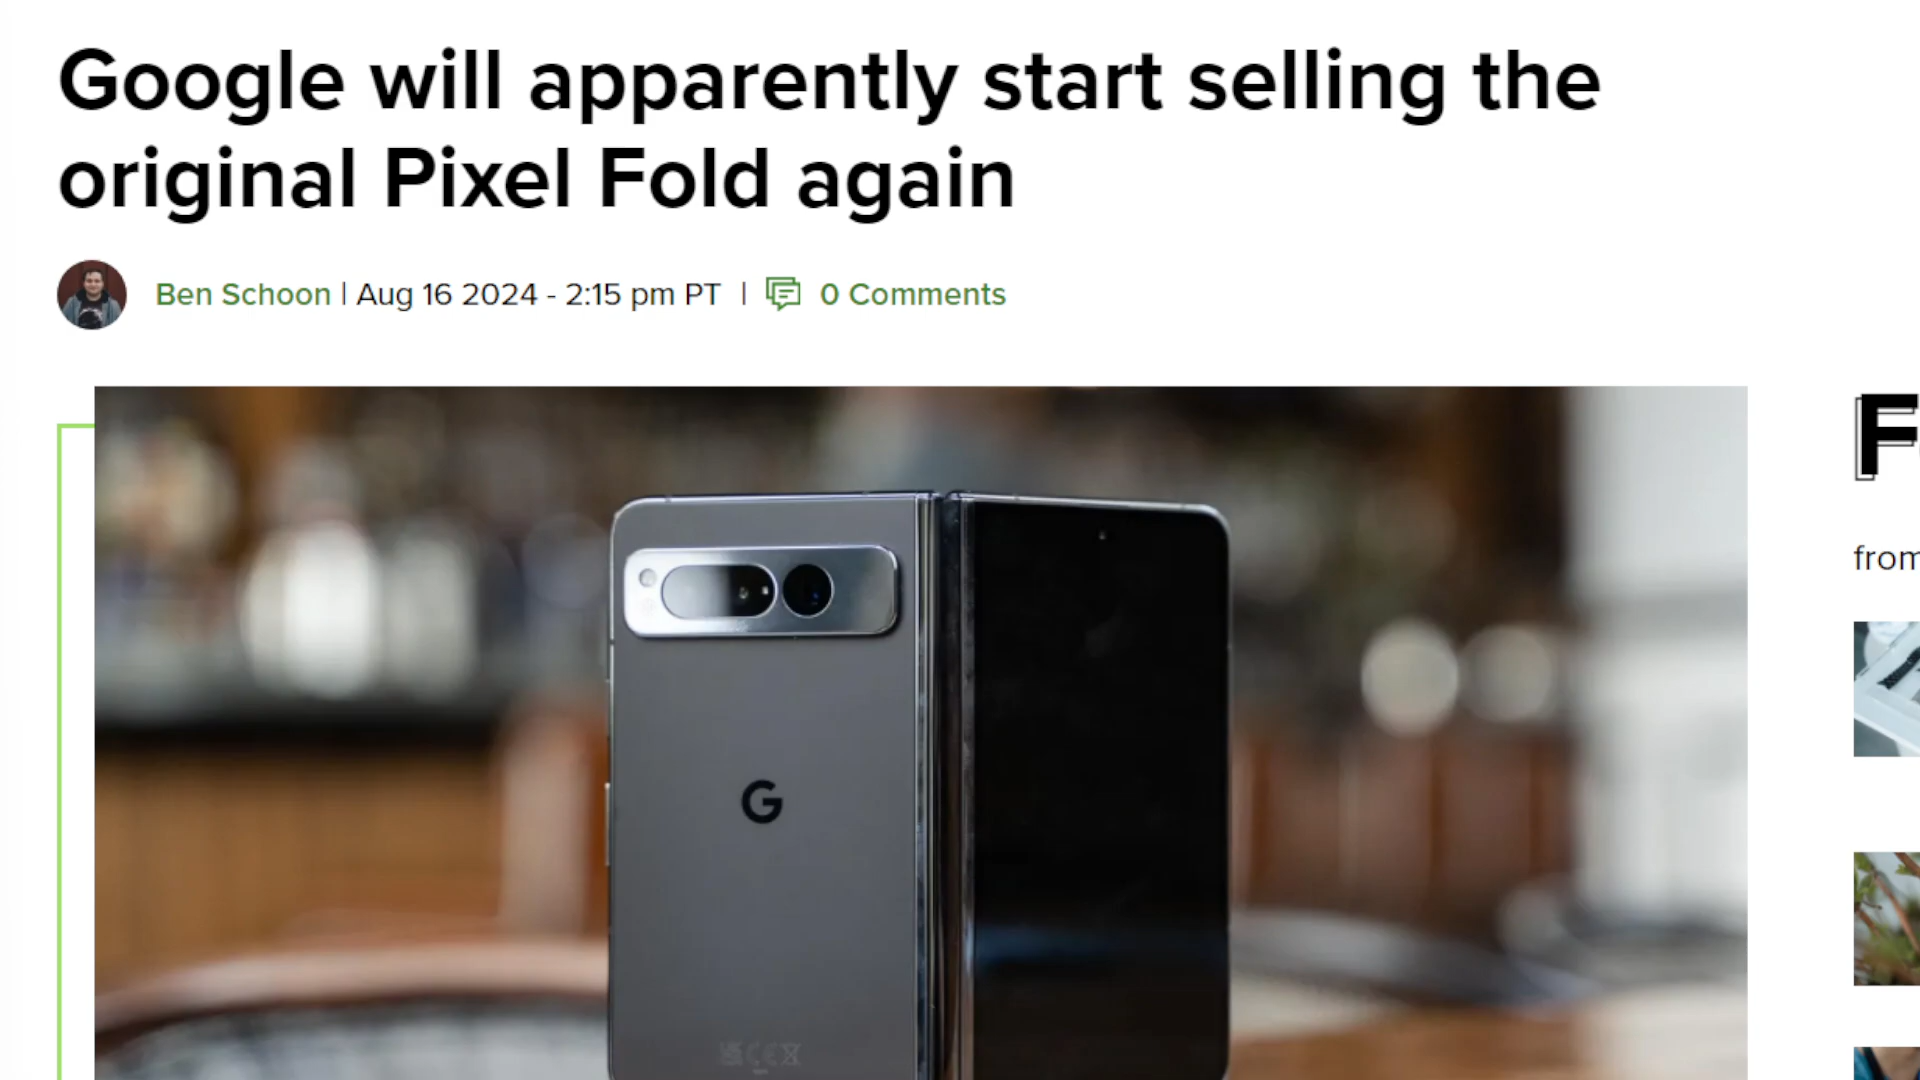 Google will apparently start selling the
original Pixel Fold again
Ben Schoon | Aug 16 2024 - 2:15 pm PT | 0 Comments
F
from
G